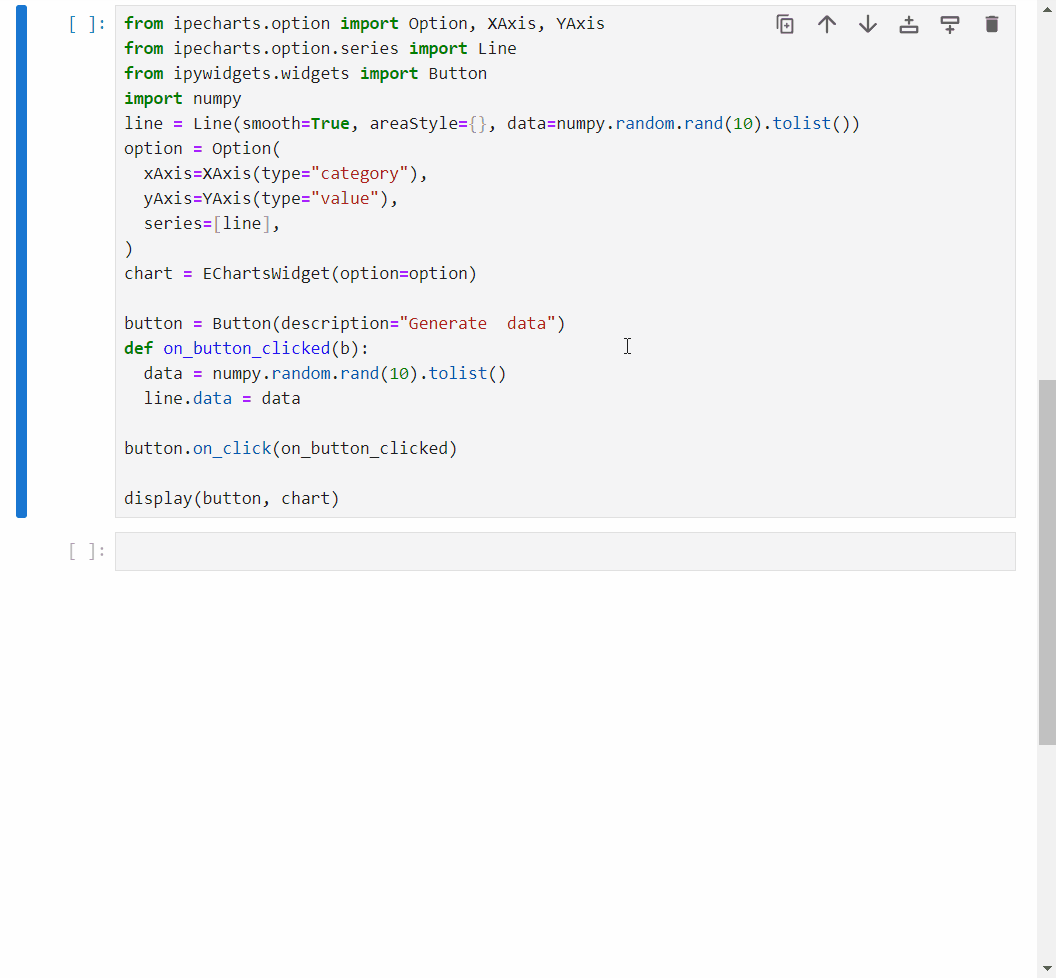 [ ]: from ipecharts.option import Option, XAxis, YAxis
from ipecharts.option.series import Line
from ipywidgets.widgets import Button
import numpy
line = Line(smooth=True, areaStyle={}, data=numpy.random.rand(10).tolist())
option = Option(
  xAxis=XAxis(type="category"),
  yAxis=YAxis(type="value"),
  series=[line],
)
chart = EChartsWidget(option=option)
button = Button(description="Generate  data")
def on_button_clicked(b):
  data = numpy.random.rand(10).tolist()
  line.data = data
button.on_click(on_button_clicked)
display(button, chart)
[ ]: